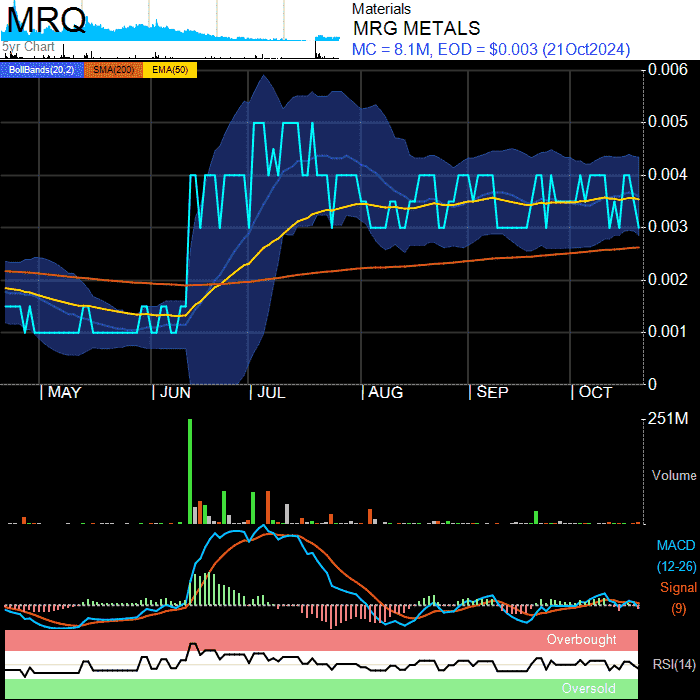 MRQ
5yr Chart
Materials
MRG METALS
MC = 8.1M, EOD = $0.003 (21Oct2024)
BollBands(20,2) SMA(200) EMA(50)
0.006
0.005
0.004
0.003
0.002
0.001
0
MAY JUN JUL AUG SEP OCT
251M
Volume
MACD
(12-26)
Signal
(9)
Overbought
RSI(14)
Oversold